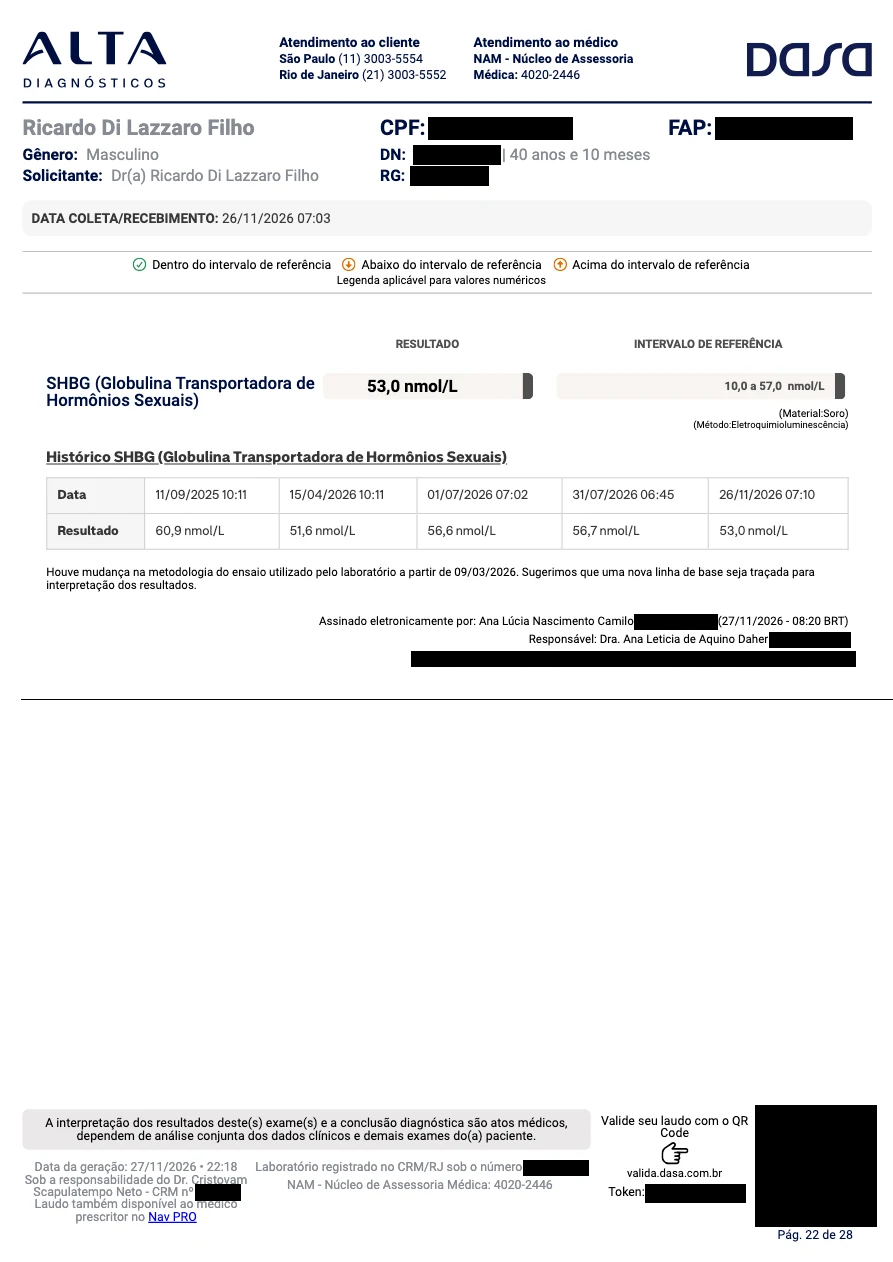 ALTA
DIAGNÓSTICOS
Atendimento ao cliente
São Paulo (11) 3003-5554
Rio de Janeiro (21) 3003-5552
Atendimento ao médico
NAM - Núcleo de Assessoria
Médica: 4020-2446
Dasa
Ricardo Di Lazzaro Filho
CPF:
FAP:
Gênero: Masculino
DN: | 40 anos e 10 meses
Solicitante: Dr(a) Ricardo Di Lazzaro Filho
RG:
DATA COLETA/RECEBIMENTO: 26/11/2026 07:03
Dentro do intervalo de referência Abaixo do intervalo de referência Acima do intervalo de referência
Legenda aplicável para valores numéricos
RESULTADO INTERVALO DE REFERÊNCIA
SHBG (Globulina Transportadora de
Hormônios Sexuais)
53,0 nmol/L
10,0 a 57,0 nmol/L
(Material:Soro)
(Método:Eletroquimioluminescência)
Histórico SHBG (Globulina Transportadora de Hormônios Sexuais)
Data 11/09/2025 10:11 15/04/2026 10:11 01/07/2026 07:02 31/07/2026 06:45 26/11/2026 07:10
Resultado 60,9 nmol/L 51,6 nmol/L 56,6 nmol/L 56,7 nmol/L 53,0 nmol/L
Houve mudança na metodologia do ensaio utilizado pelo laboratório a partir de 09/03/2026. Sugerimos que uma nova linha de base seja traçada para
interpretação dos resultados.
Assinado eletronicamente por: Ana Lúcia Nascimento Camilo (27/11/2026 - 08:20 BRT)
Responsável: Dra. Ana Leticia de Aquino Daher
A interpretação dos resultados deste(s) exame(s) e a conclusão diagnóstica são atos médicos,
dependem de análise conjunta dos dados clínicos e demais exames do(a) paciente.
Data da geração: 27/11/2026 • 22:18
Sob a responsabilidade do Dr. Cristovam
Scapulatempo Neto - CRM nº
Laudo também disponível ao médico
prescritor no Nav PRO
Laboratório registrado no CRM/RJ sob o número
NAM - Núcleo de Assessoria Médica: 4020-2446
Valide seu laudo com o QR
Code
valida.dasa.com.br
Token:
Pág. 22 de 28